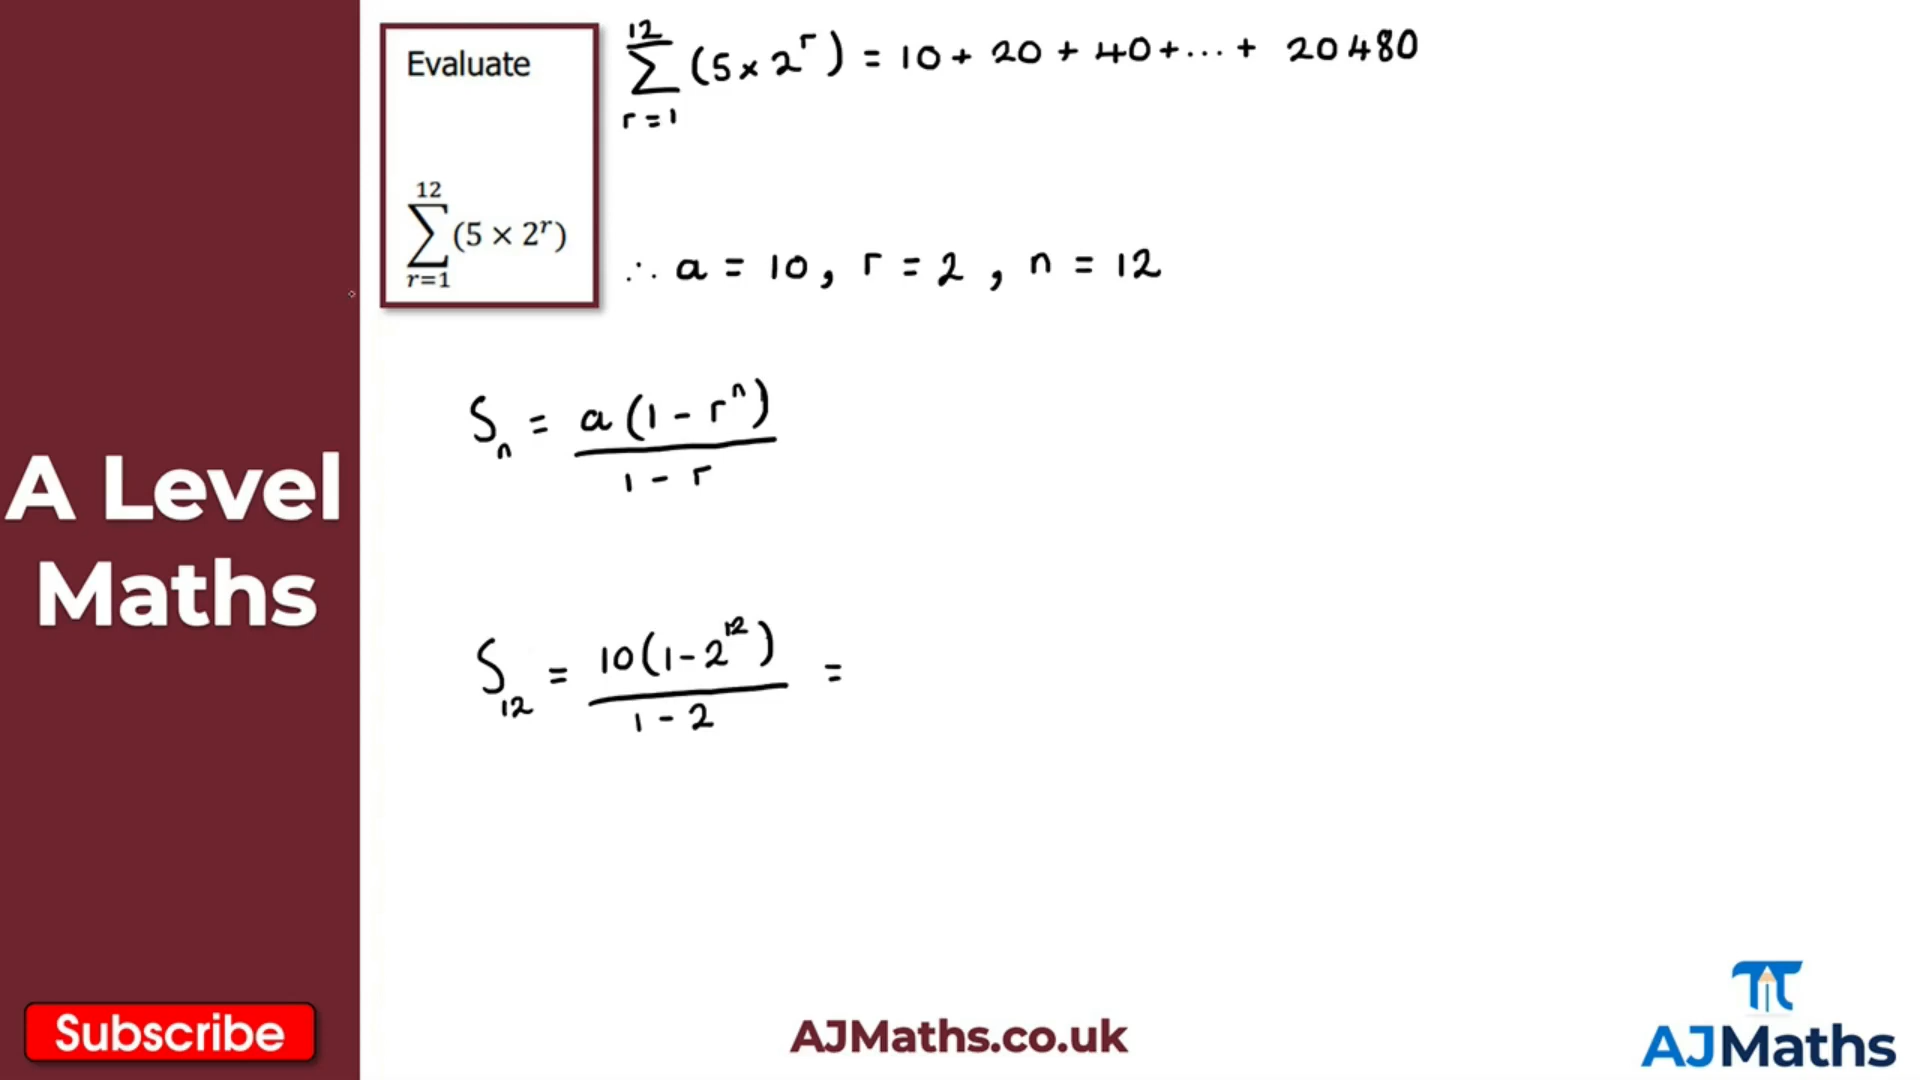 Evaluate
12
∑ (5 × 2^r)
r=1
12
∑ (5 × 2^r) = 10 + 20 + 40 + ... + 20480
r = 1
∴ a = 10, r = 2, n = 12
S_n = a(1 - r^n)
1 - r
S_12 = 10(1 - 2^12) =
1 - 2
A Level
Maths
Subscribe
AJMaths.co.uk
AJMaths